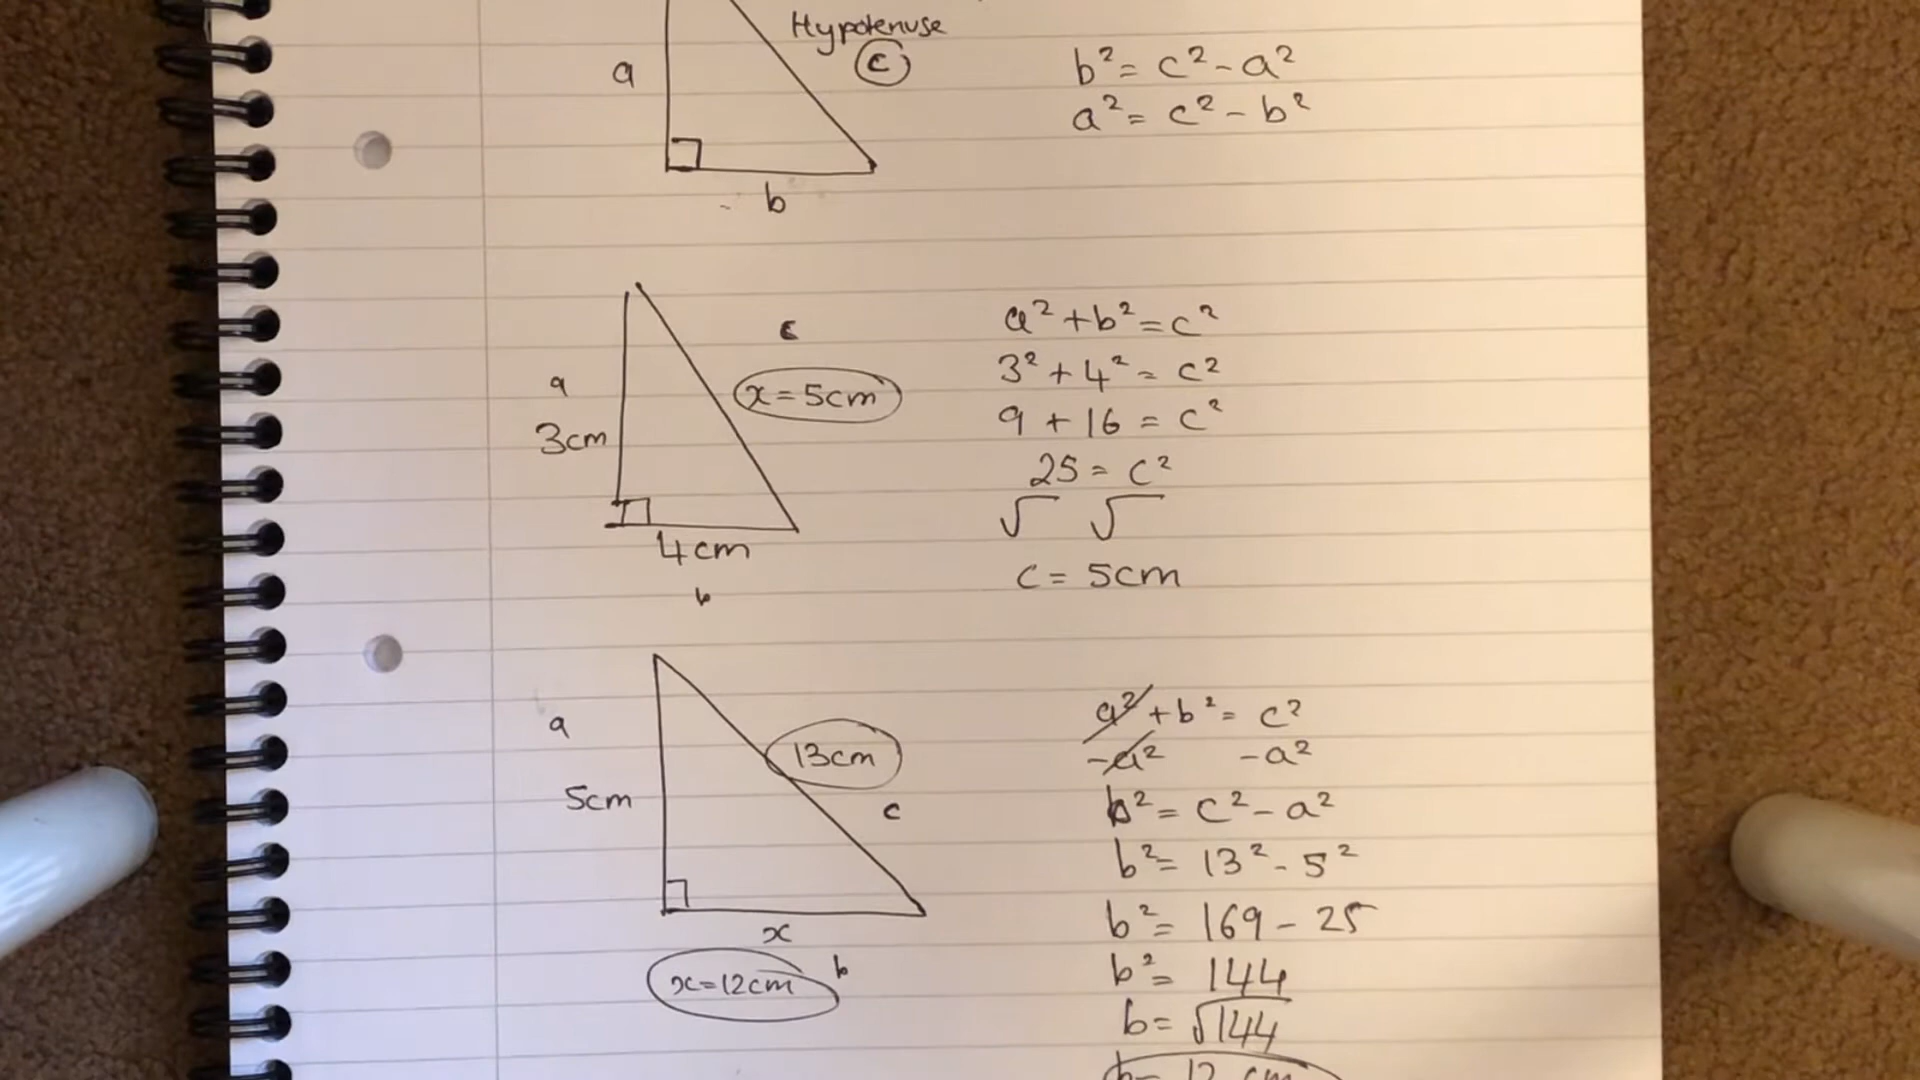 Hypotenuse
c
a
b
b² = c² - a²
a² = c² - b²
c
a
x = 5cm
3cm
4cm
b
a² + b² = c²
3² + 4² = c²
9 + 16 = c²
25 = c²
√ √
c = 5cm
a
13cm
5cm
c
x
b
x = 12cm
a² + b² = c²
-a² -a²
b² = c² - a²
b² = 13² - 5²
b² = 169 - 25
b² = 144
b = √144
b = 12 cm